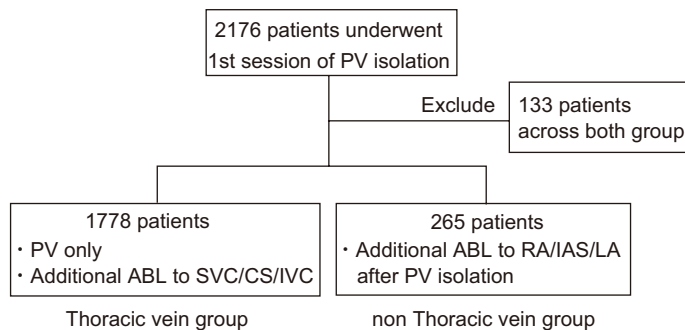 2176 patients underwent
1st session of PV isolation
Exclude
133 patients
across both group
1778 patients
・PV only
・Additional ABL to SVC/CS/IVC
265 patients
・Additional ABL to RA/IAS/LA
after PV isolation
Thoracic vein group
non Thoracic vein group